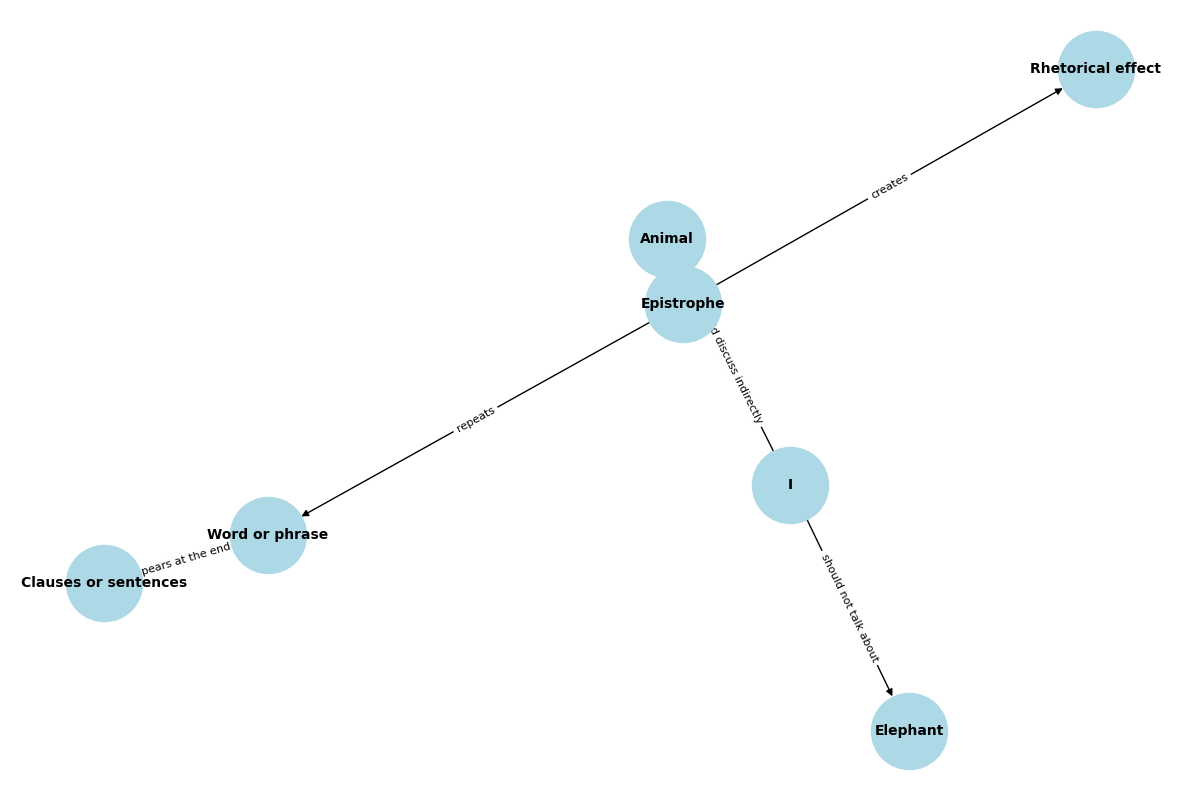 Rhetorical effect
creates
Animal
Epistrophe
discuss indirectly
repeats
I
Word or phrase
at the end
Clauses or sentences
should not talk about
Elephant